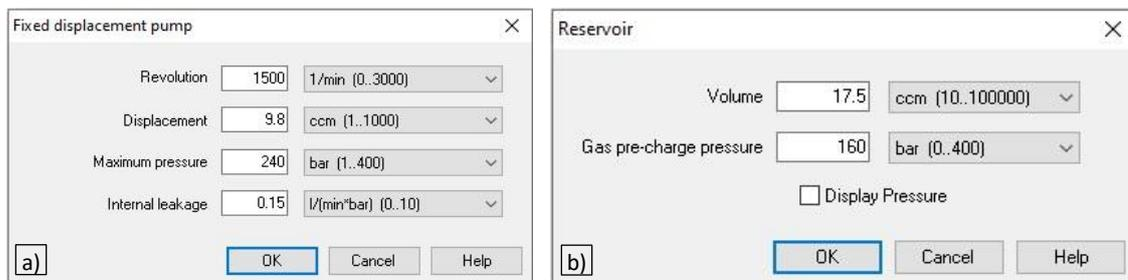 Fixed displacement pump
Revolution 1500 1/min (0..3000)
Displacement 9.8 ccm (1..1000)
Maximum pressure 240 bar (1..400)
Internal leakage 0.15 l/(min*bar) (0..10)
OK Cancel Help
a)
Reservoir
Volume 17.5 ccm (10..100000)
Gas pre-charge pressure 160 bar (0..400)
Display Pressure
OK Cancel Help
b)